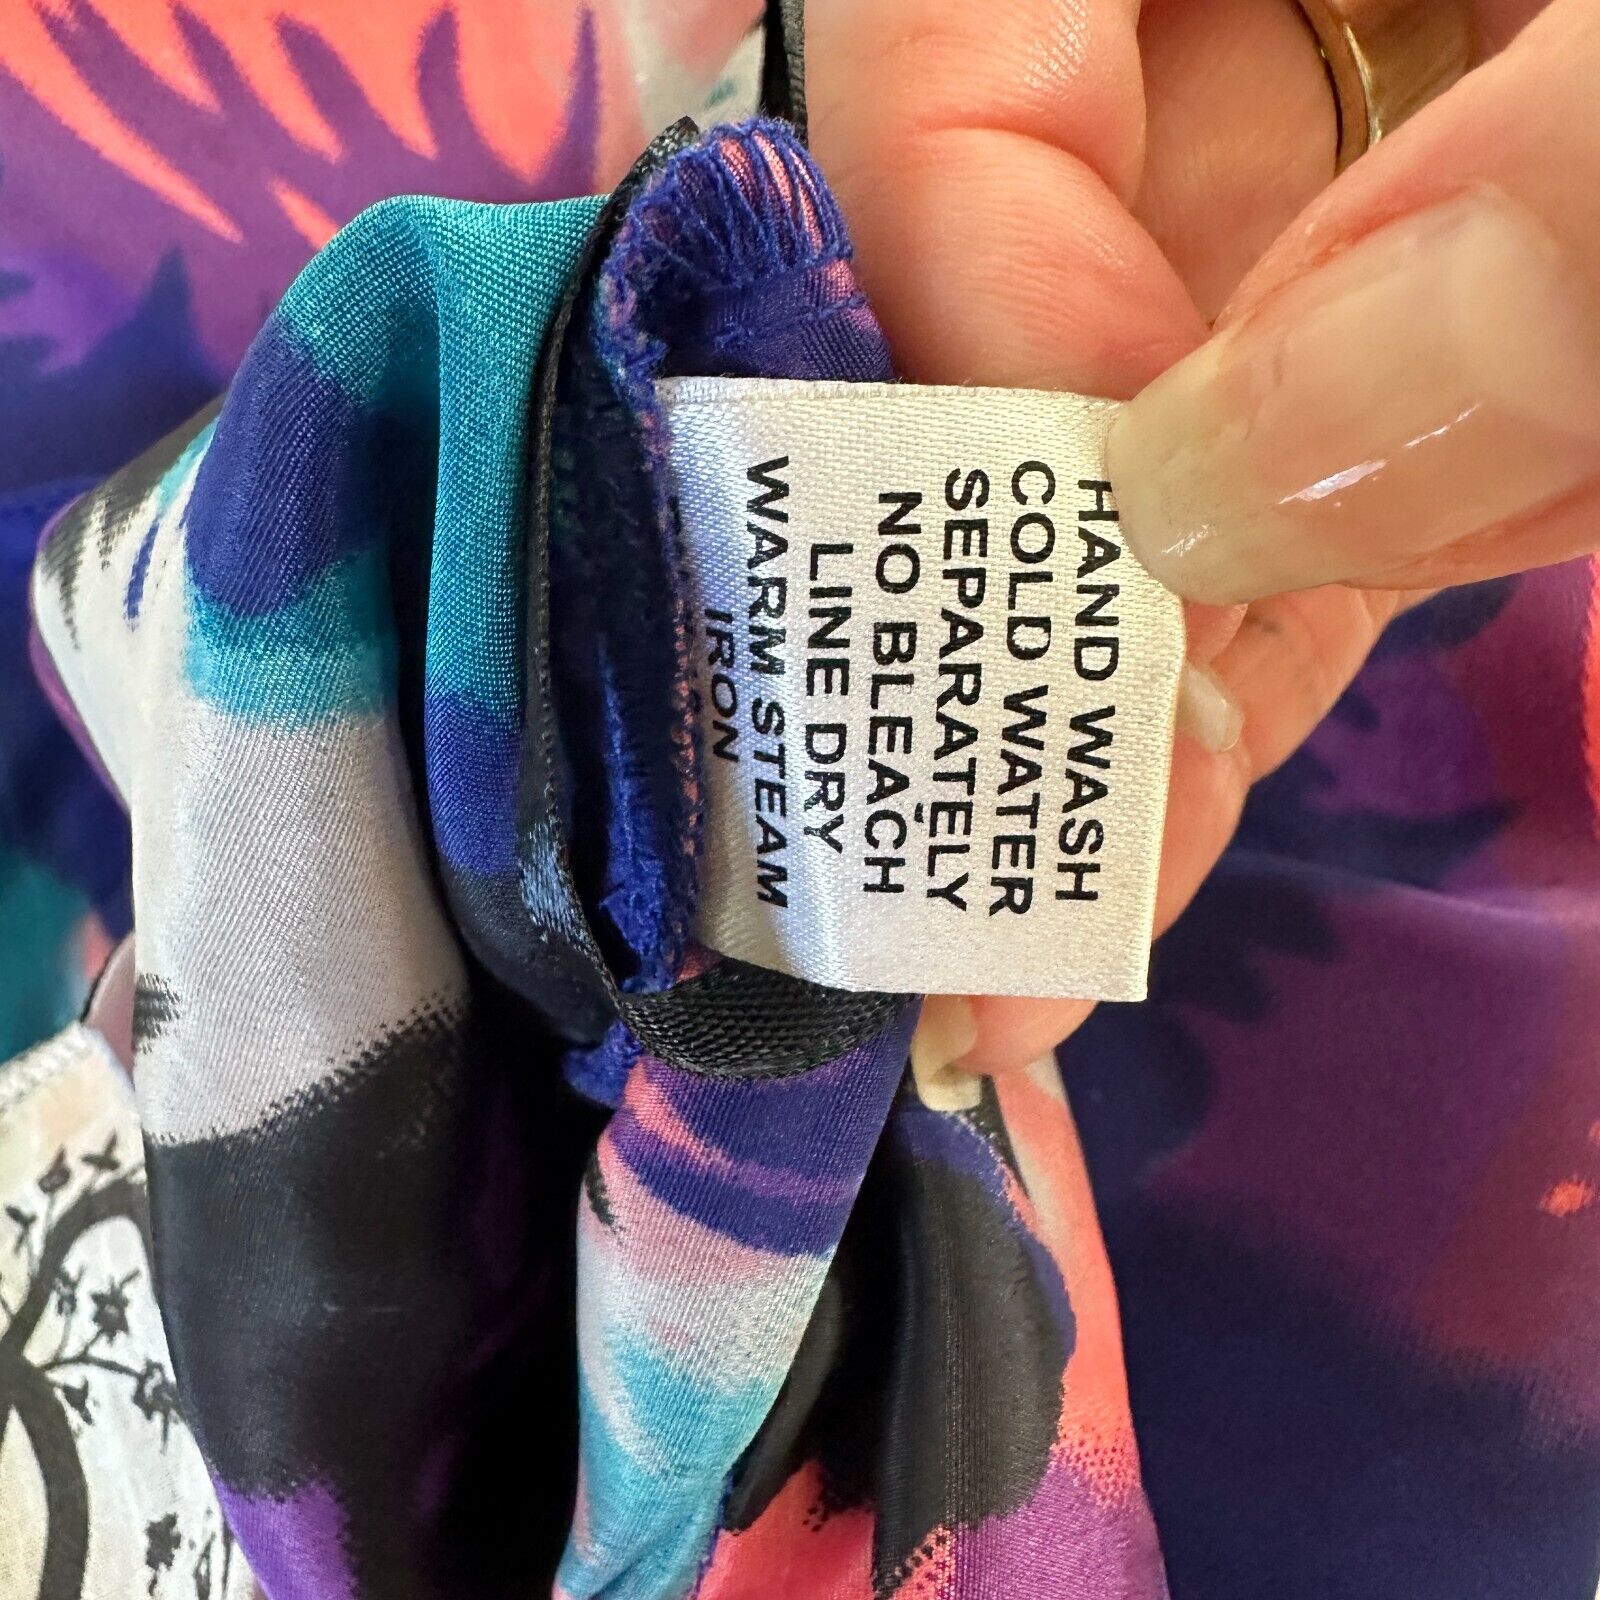 HAND WASH
COLD WATER
SEPARATELY
NO BLEACH
LINE DRY
WARM STEAM
IRON